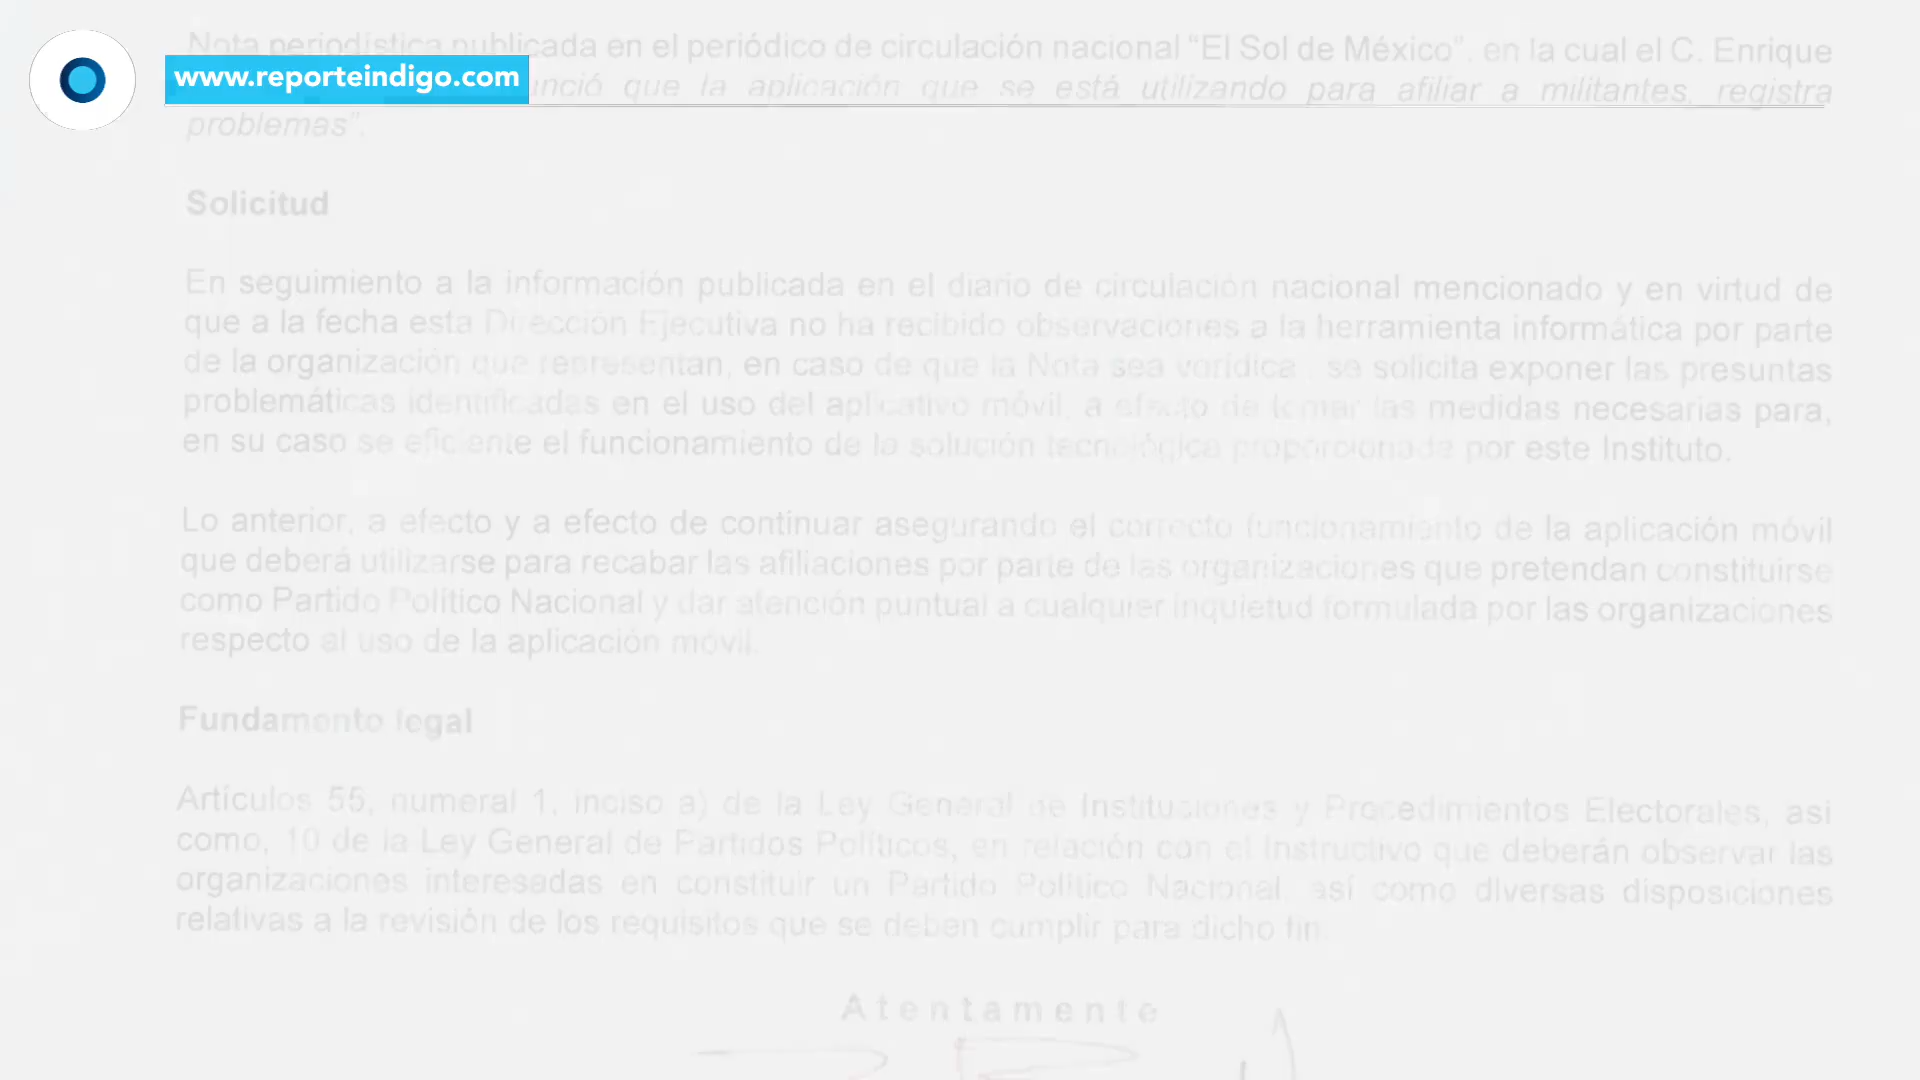 Nota periodística publicada en el periódico de circulación nacional “El Sol de México”, en la cual el C. Enrique
www.reporteindigo.com
unció que la aplicación que se está utilizando para afiliar a militantes, registra
problemas”.
Solicitud
En seguimiento a la información publicada en el diario de circulación nacional mencionado y en virtud de
que a la fecha esta Dirección Ejecutiva no ha recibido observaciones a la herramienta informática por parte
de la organización que representan, en caso de que la Nota sea verídica , se solicita exponer las presuntas
problemáticas identificadas en el uso del aplicativo móvil, a efecto de tomar las medidas necesarias para,
en su caso se eficiente el funcionamiento de la solución tecnológica proporcionada por este Instituto.
Lo anterior, a efecto y a efecto de continuar asegurando el correcto funcionamiento de la aplicación móvil
que deberá utilizarse para recabar las afiliaciones por parte de las organizaciones que pretendan constituirse
como Partido Político Nacional y dar atención puntual a cualquier inquietud formulada por las organizaciones
respecto al uso de la aplicación móvil.
Fundamento legal
Artículos 55, numeral 1, inciso a) de la Ley General de Instituciones y Procedimientos Electorales, asi
como, 10 de la Ley General de Partidos Políticos, en relación con el Instructivo que deberán observar las
organizaciones interesadas en constituir un Partido Político Nacional, así como diversas disposiciones
relativas a la revisión de los requisitos que se deben cumplir para dicho fin.
Atentamente